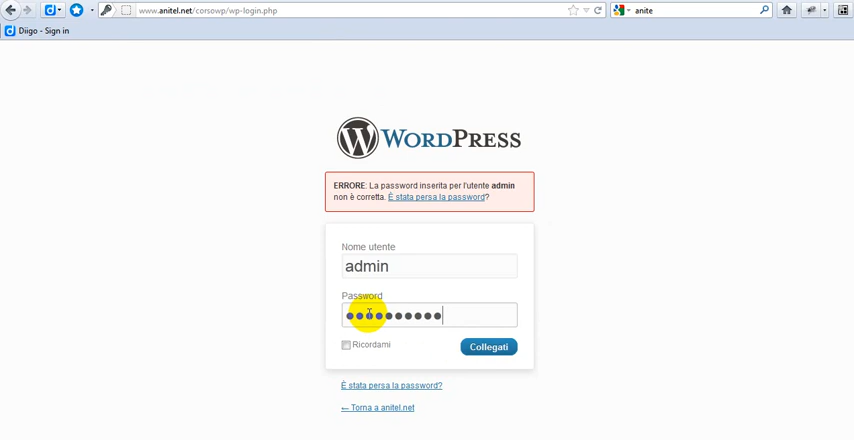 www.anitel.net/corsowp/wp-login.php
anite
Diigo - Sign in
WORDPRESS
ERRORE: La password inserita per l'utente admin
non è corretta. È stata persa la password?
Nome utente
admin
Password
Ricordami
Collegati
È stata persa la password?
← Torna a anitel.net